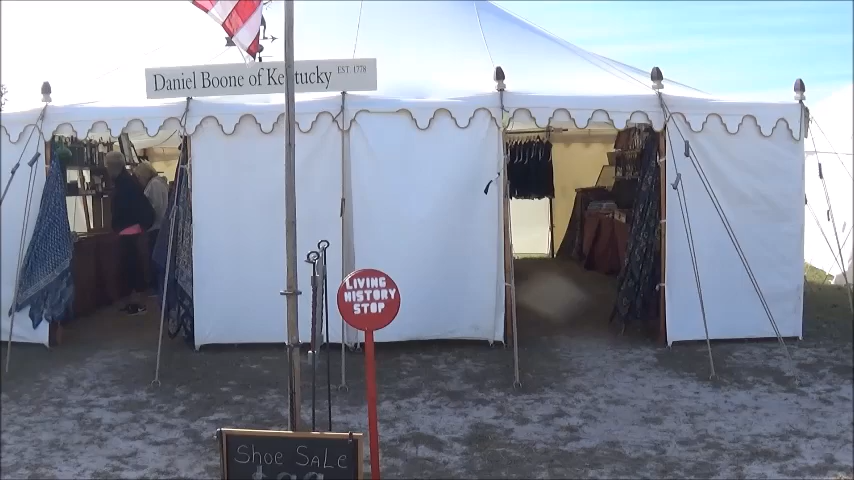 Daniel Boone of Kentucky EST. 1778
LIVING
HISTORY
STOP
SHOE SALE